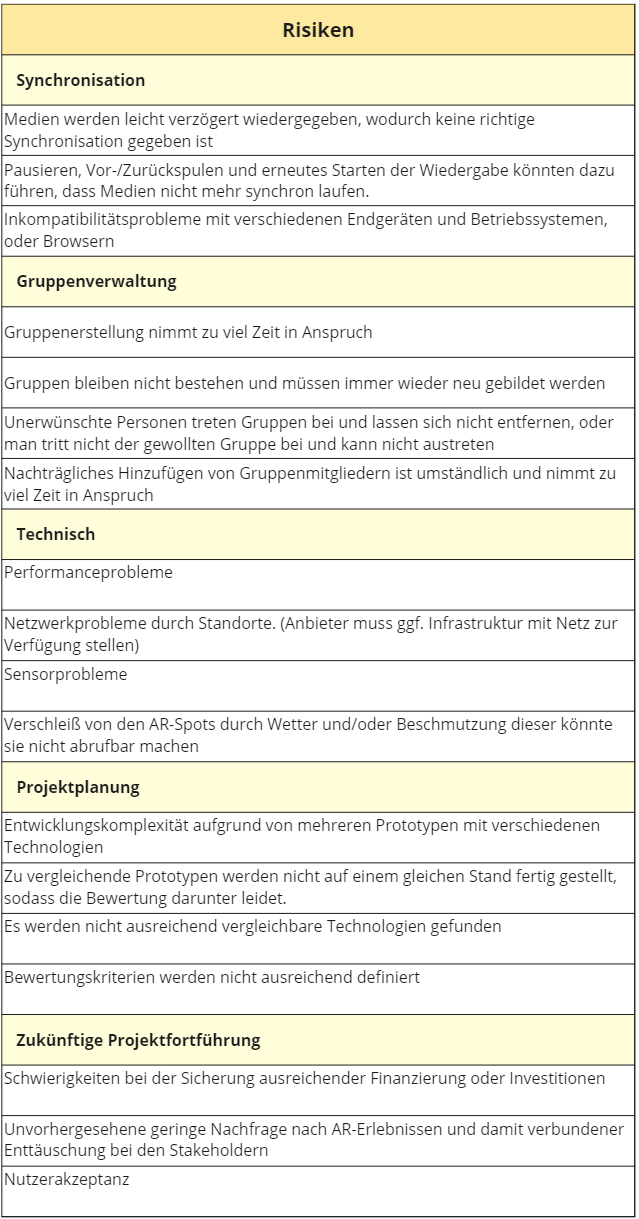 Risiken
Synchronisation
Medien werden leicht verzögert wiedergegeben, wodurch keine richtige
Synchronisation gegeben ist
Pausieren, Vor-/Zurückspulen und erneutes Starten der Wiedergabe könnten dazu
führen, dass Medien nicht mehr synchron laufen.
Inkompatibilitätsprobleme mit verschiedenen Endgeräten und Betriebssystemen,
oder Browsern
Gruppenverwaltung
Gruppenerstellung nimmt zu viel Zeit in Anspruch
Gruppen bleiben nicht bestehen und müssen immer wieder neu gebildet werden
Unerwünschte Personen treten Gruppen bei und lassen sich nicht entfernen, oder
man tritt nicht der gewollten Gruppe bei und kann nicht austreten
Nachträgliches Hinzufügen von Gruppenmitgliedern ist umständlich und nimmt zu
viel Zeit in Anspruch
Technisch
Performanceprobleme
Netzwerkprobleme durch Standorte. (Anbieter muss ggf. Infrastruktur mit Netz zur
Verfügung stellen)
Sensorprobleme
Verschleiß von den AR-Spots durch Wetter und/oder Beschmutzung dieser könnte
sie nicht abrufbar machen
Projektplanung
Entwicklungskomplexität aufgrund von mehreren Prototypen mit verschiedenen
Technologien
Zu vergleichende Prototypen werden nicht auf einem gleichen Stand fertig gestellt,
sodass die Bewertung darunter leidet.
Es werden nicht ausreichend vergleichbare Technologien gefunden
Bewertungskriterien werden nicht ausreichend definiert
Zukünftige Projektfortführung
Schwierigkeiten bei der Sicherung ausreichender Finanzierung oder Investitionen
Unvorhergesehene geringe Nachfrage nach AR-Erlebnissen und damit verbundener
Enttäuschung bei den Stakeholdern
Nutzerakzeptanz